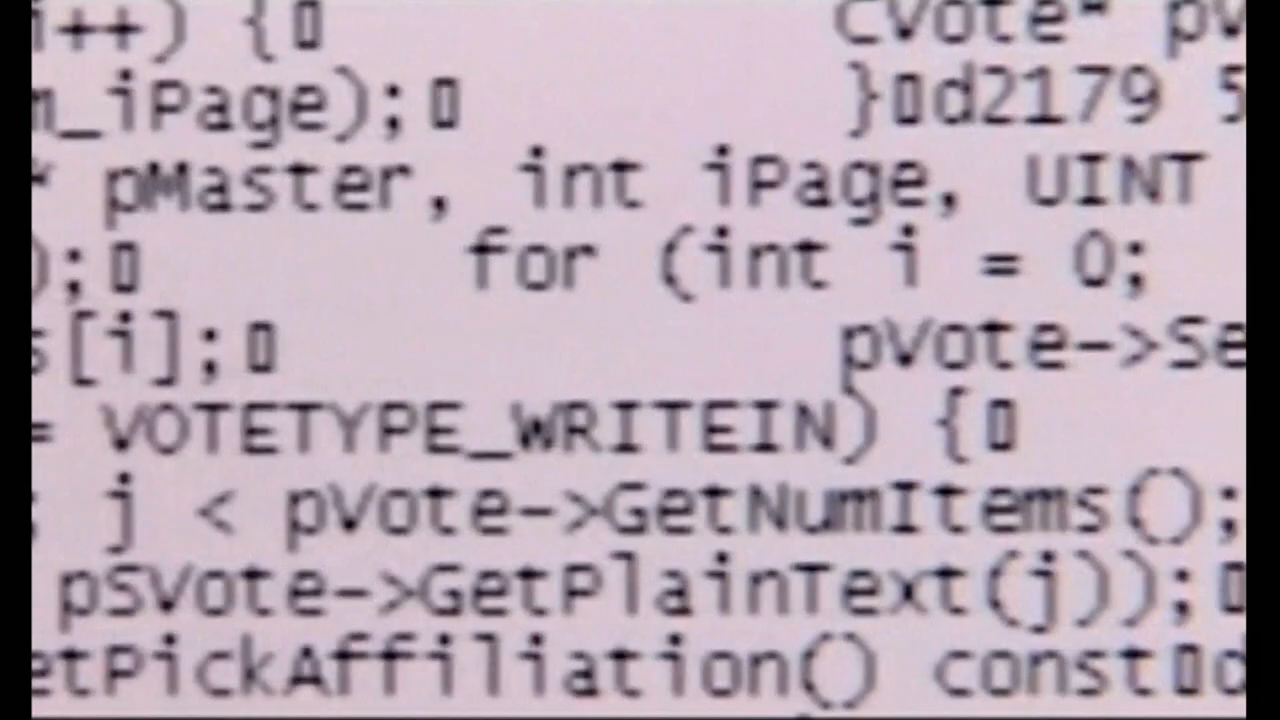 i++) {▯ CVote* pV
m_iPage);▯ }▯d2179 5
* pMaster, int iPage, UINT
);▯ for (int i = 0;
s[i];▯ pVote->Se
= VOTETYPE_WRITEIN) {▯
; j < pVote->GetNumItems();
pSVote->GetPlainText(j));▯
etPickAffiliation() const▯d